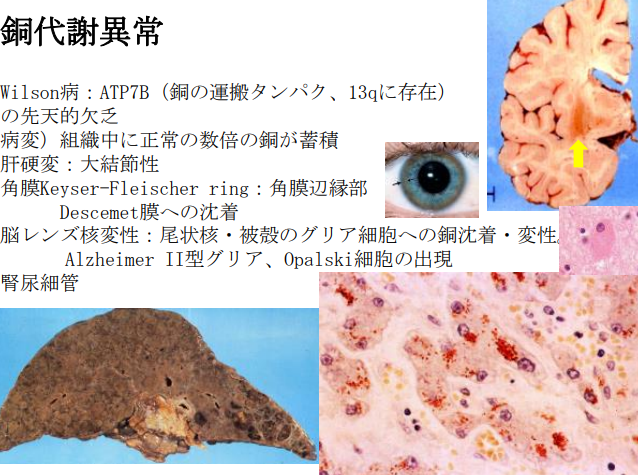 銅代謝異常
Wilson病：ATP7B（銅の運搬タンパク、13qに存在）
の先天的欠乏
病変）組織中に正常の数倍の銅が蓄積
肝硬変：大結節性
角膜Keyser-Fleischer ring：角膜辺縁部
Descemet膜への沈着
脳レンズ核変性：尾状核・被殻のグリア細胞への銅沈着・変性。
Alzheimer II型グリア、Opalski細胞の出現
腎尿細管